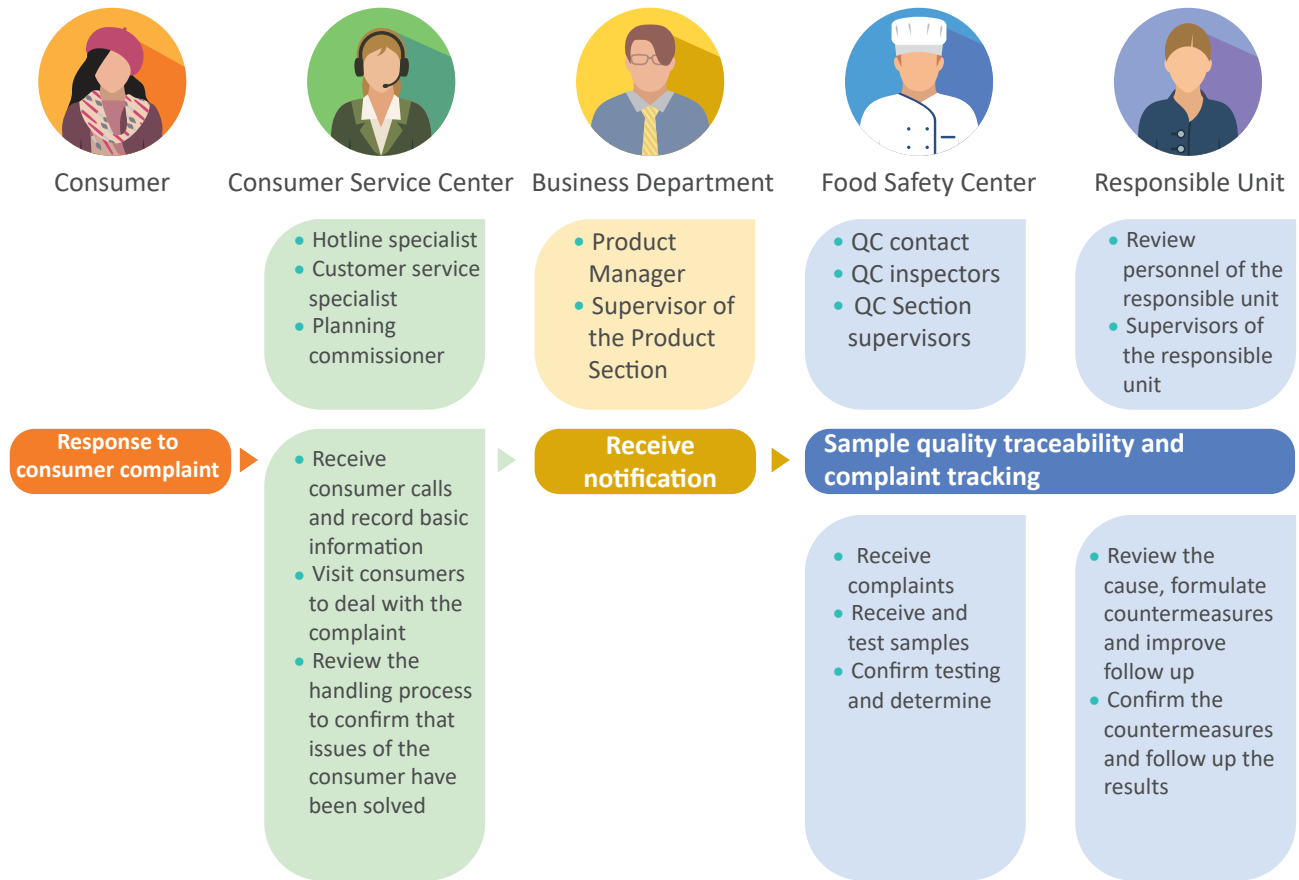 Consumer
Consumer Service Center
Business Department
Food Safety Center
Responsible Unit
• Hotline specialist
• Customer service
specialist
• Planning
commissioner
• Product
Manager
• Supervisor of
the Product
Section
• QC contact
• QC inspectors
• QC Section
supervisors
• Review
personnel of the
responsible unit
• Supervisors of
the responsible
unit
Response to
consumer complaint
• Receive
consumer calls
and record basic
information
• Visit consumers
to deal with the
complaint
• Review the
handling process
to confirm that
issues of the
consumer have
been solved
Receive
notification
Sample quality traceability and
complaint tracking
• Receive
complaints
• Receive and
test samples
• Confirm testing
and determine
• Review the
cause, formulate
countermeasures
and improve
follow up
• Confirm the
countermeasures
and follow up the
results